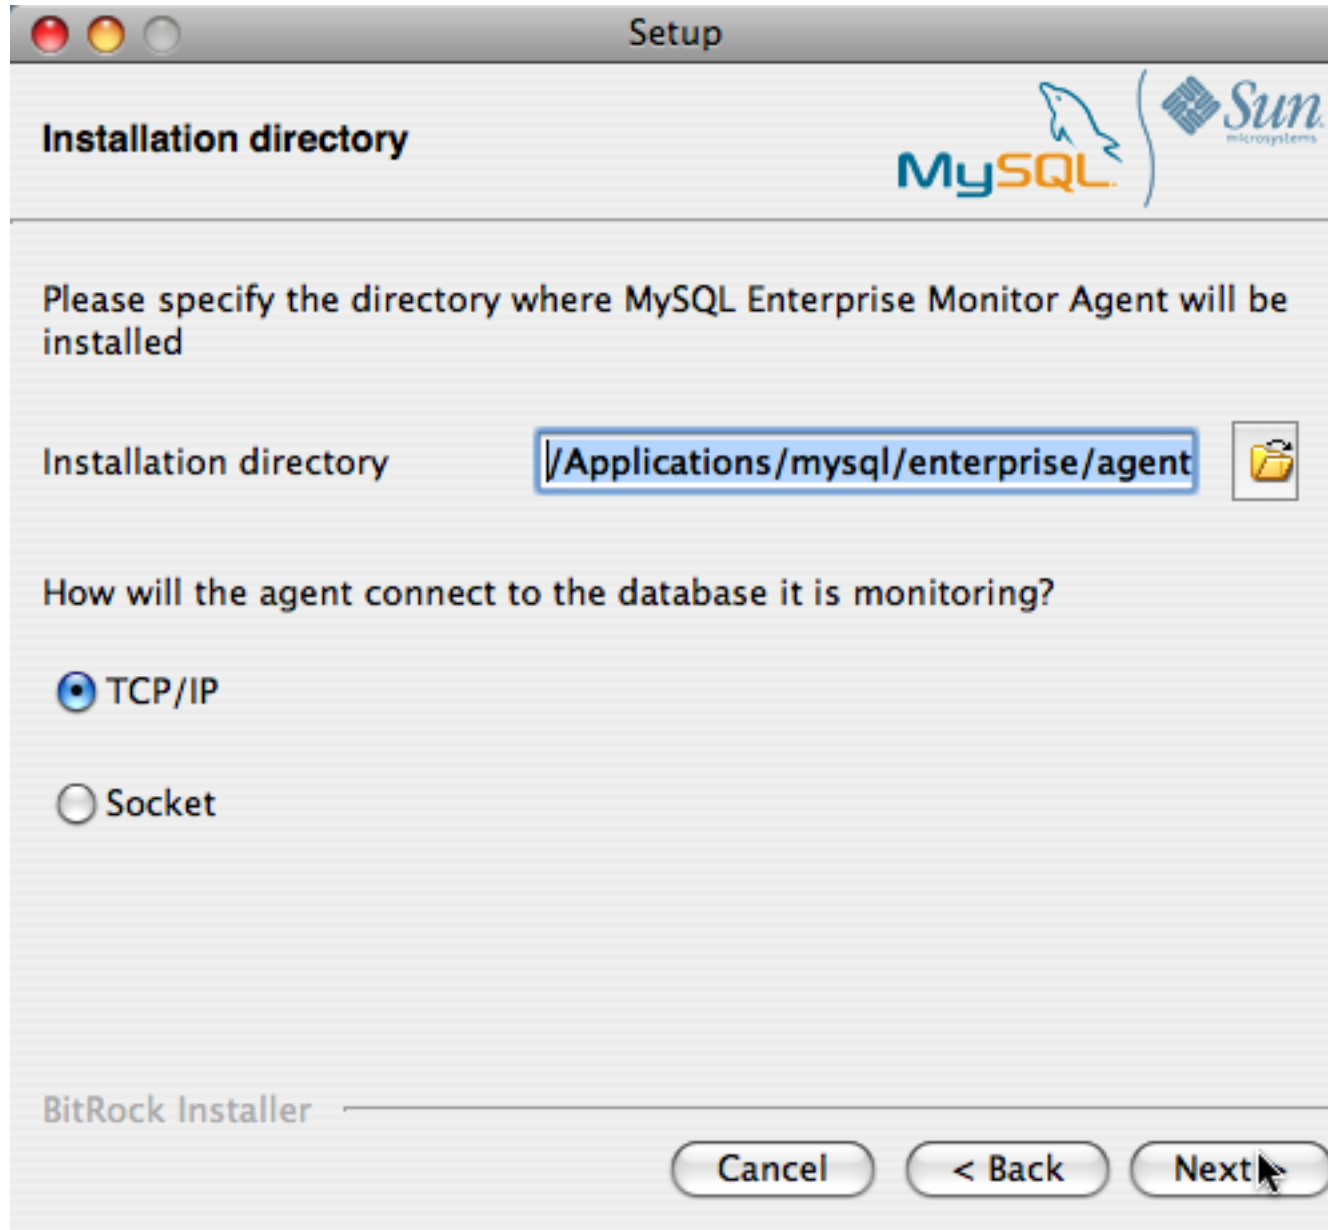 Setup
Installation directory
MySQL
Sun
microsystems
Please specify the directory where MySQL Enterprise Monitor Agent will be
installed
Installation directory
/Applications/mysql/enterprise/agent
How will the agent connect to the database it is monitoring?
TCP/IP
Socket
BitRock Installer
Cancel
< Back
Next >